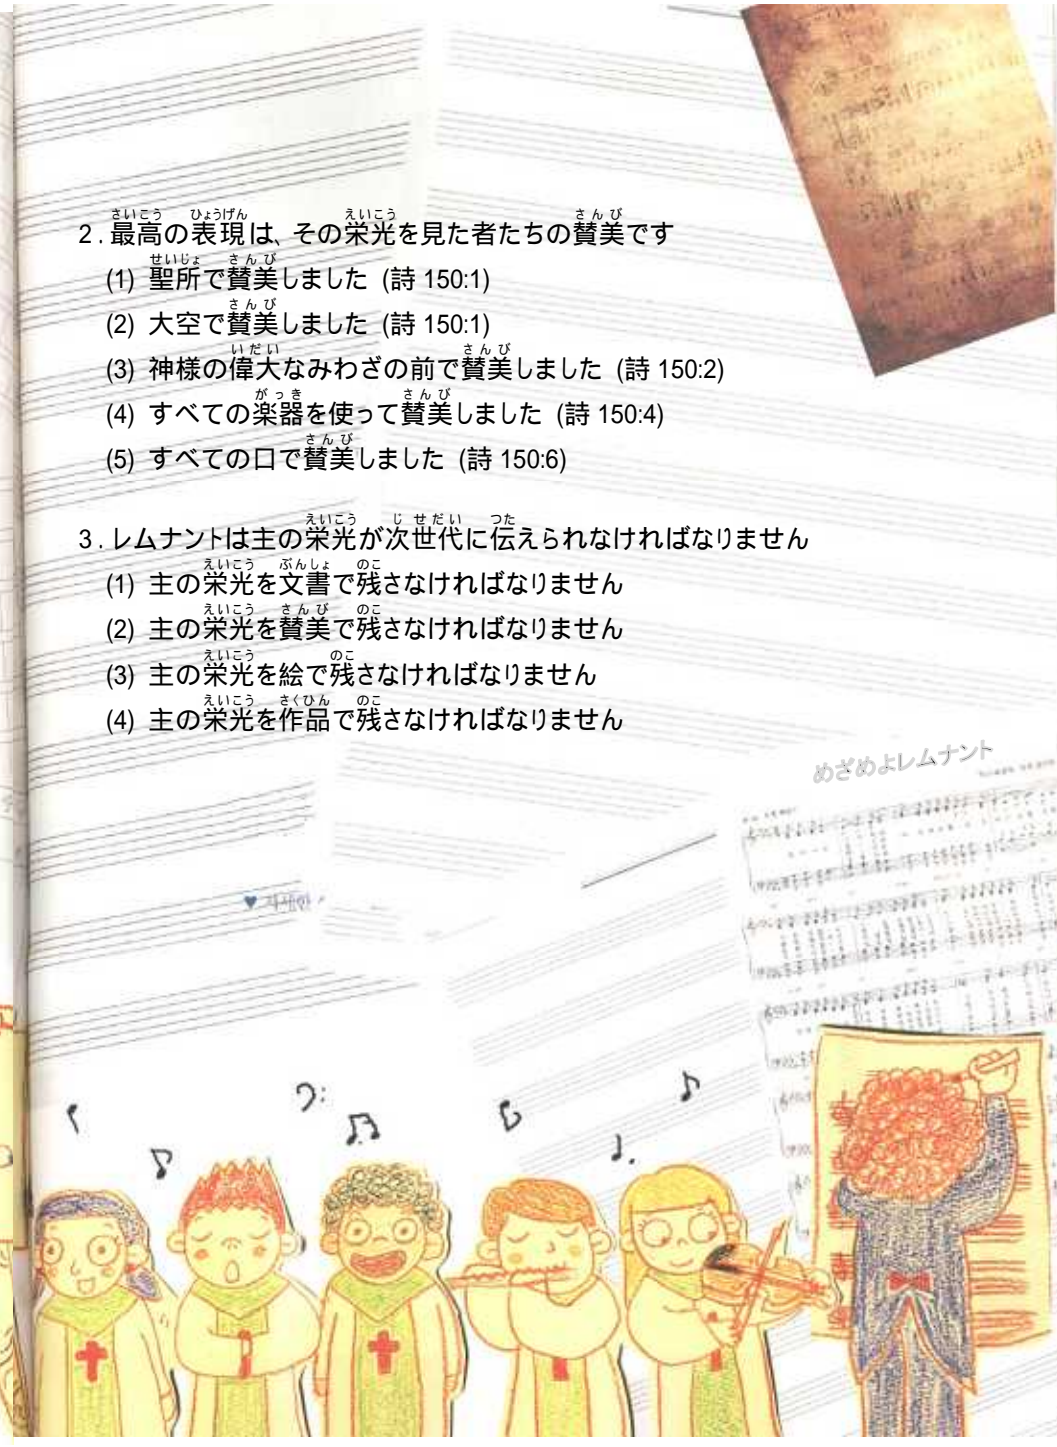 2.最高の表現は、その栄光を見た者たちの賛美です
(1) 聖所で賛美しました (詩 150:1)
(2) 大空で賛美しました (詩 150:1)
(3) 神様の偉大なみわざの前で賛美しました (詩 150:2)
(4) すべての楽器を使って賛美しました (詩 150:4)
(5) すべての口で賛美しました (詩 150:6)
3.レムナントは主の栄光が次世代に伝えられなければなりません
(1) 主の栄光を文書で残さなければなりません
(2) 主の栄光を賛美で残さなければなりません
(3) 主の栄光を絵で残さなければなりません
(4) 主の栄光を作品で残さなければなりません
めざめよレムナント